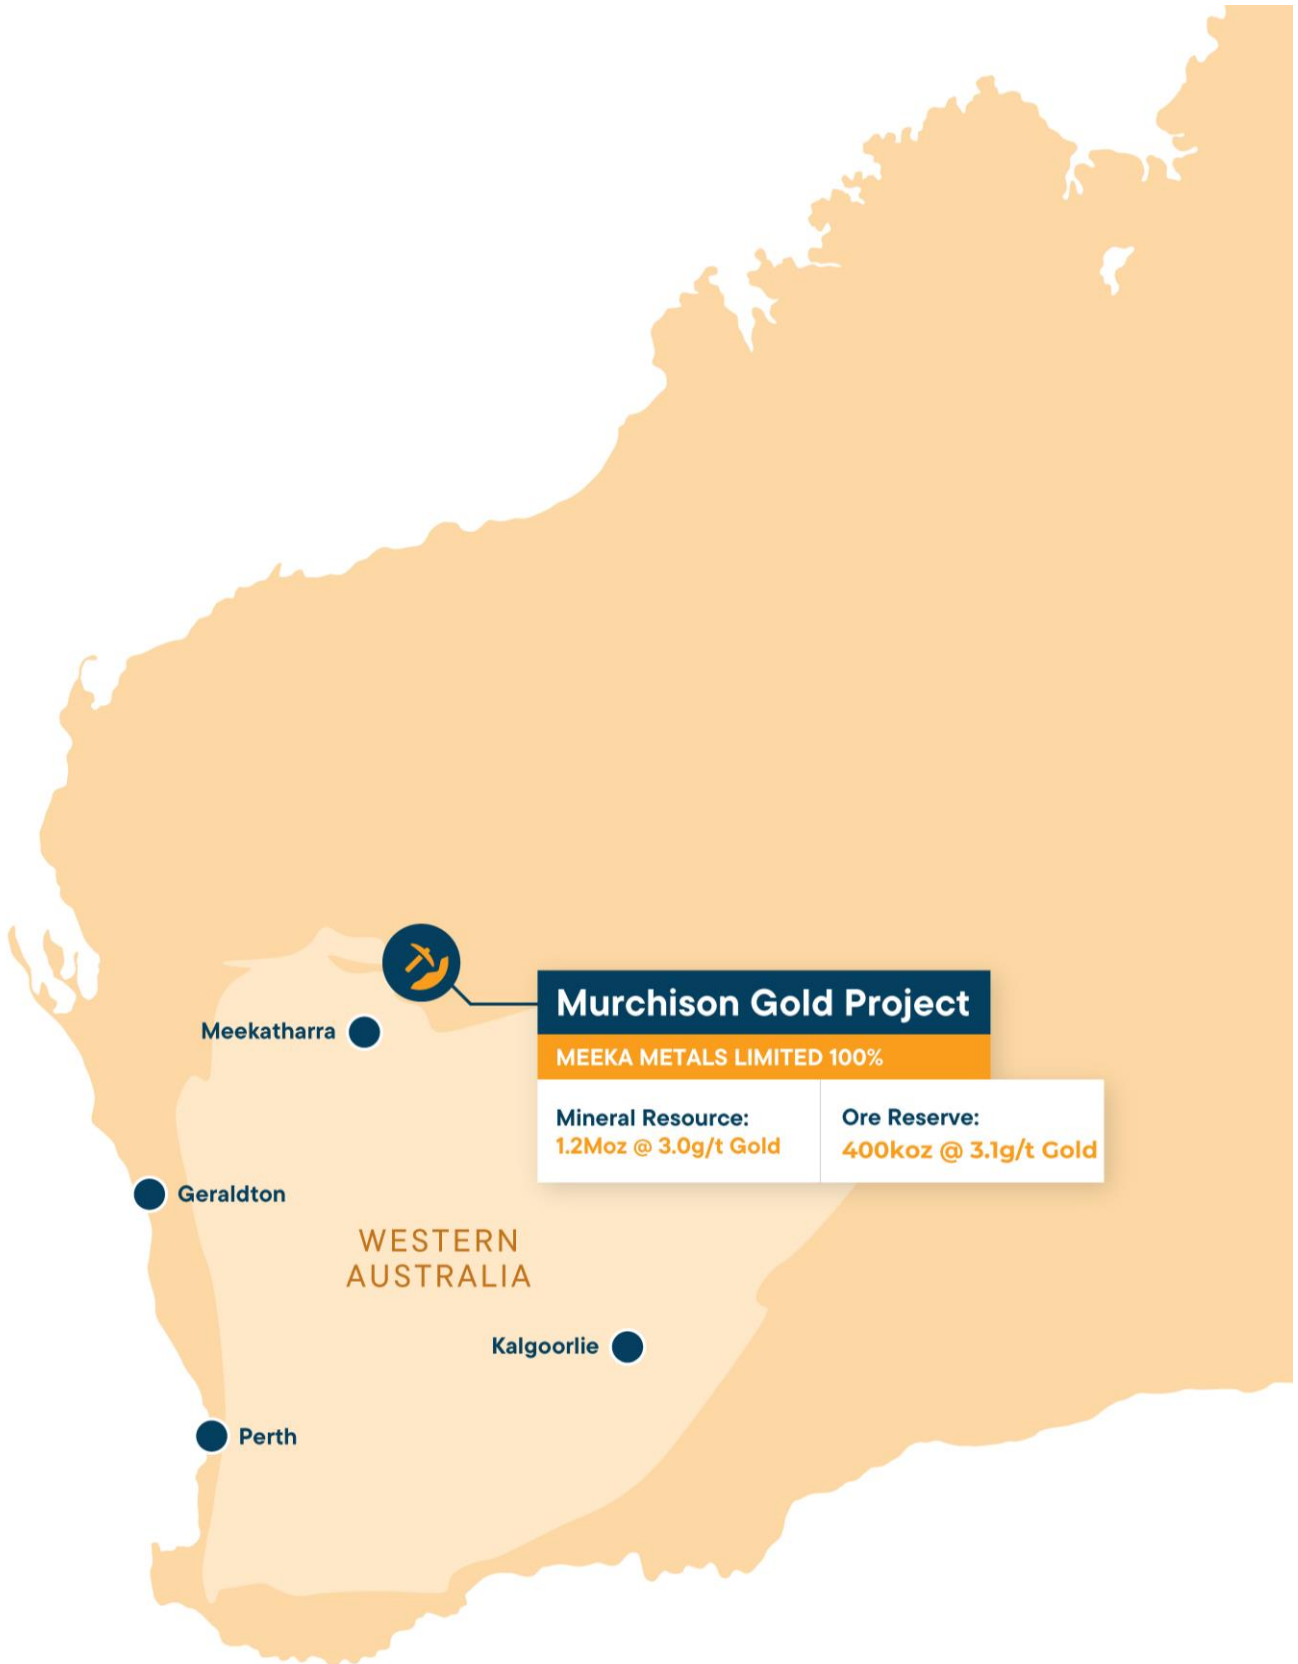 Murchison Gold Project
MEEKA METALS LIMITED 100%
Meekatharra
Mineral Resource:
1.2Moz @ 3.0g/t Gold
Ore Reserve:
400koz @ 3.1g/t Gold
Geraldton
WESTERN
AUSTRALIA
Kalgoorlie
Perth